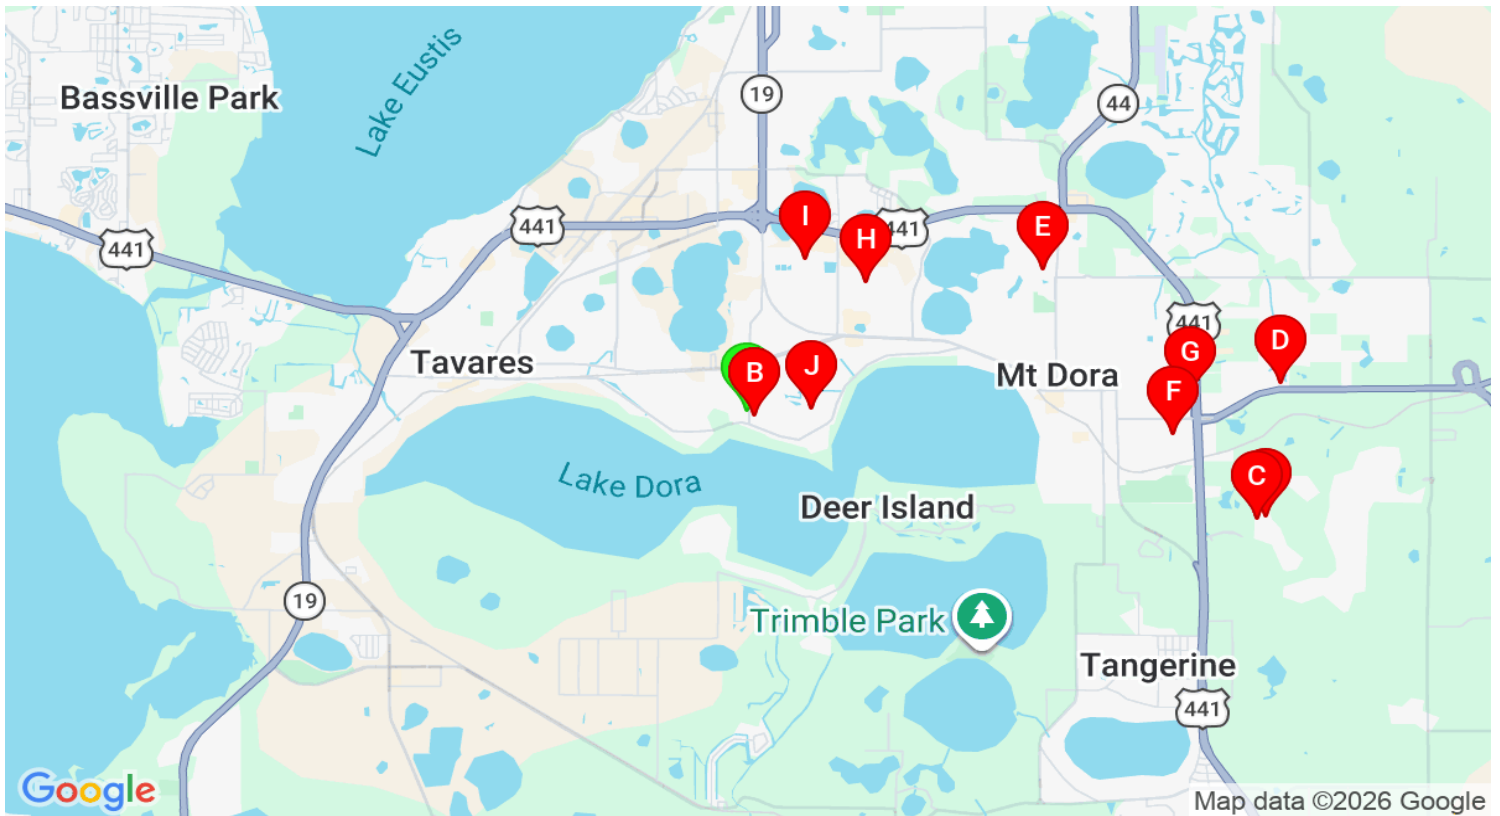 Lake Eustis
Bassville Park
19
44
441
441
441
I
H
E
441
Tavares
B
J
Mt Dora
G
D
F
C
Lake Dora
Deer Island
19
Trimble Park
Tangerine
441
Google
Map data ©2026 Google